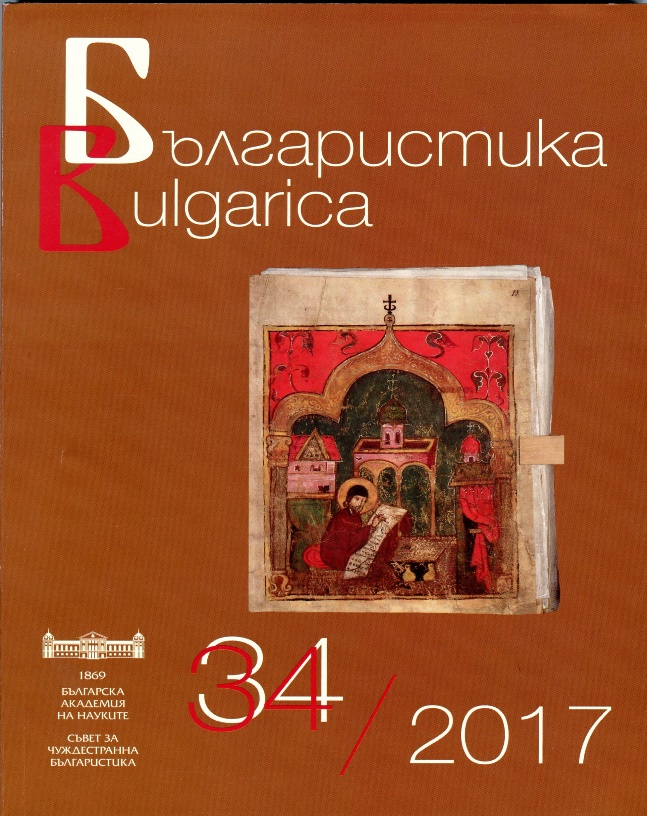 Българистика
Bulgarica
34/2017
1869
БЪЛГАРСКА
АКАДЕМИЯ
НА НАУКИТЕ
СЪВЕТ ЗА
ЧУЖДЕСТРАННА
БЪЛГАРИСТИКА